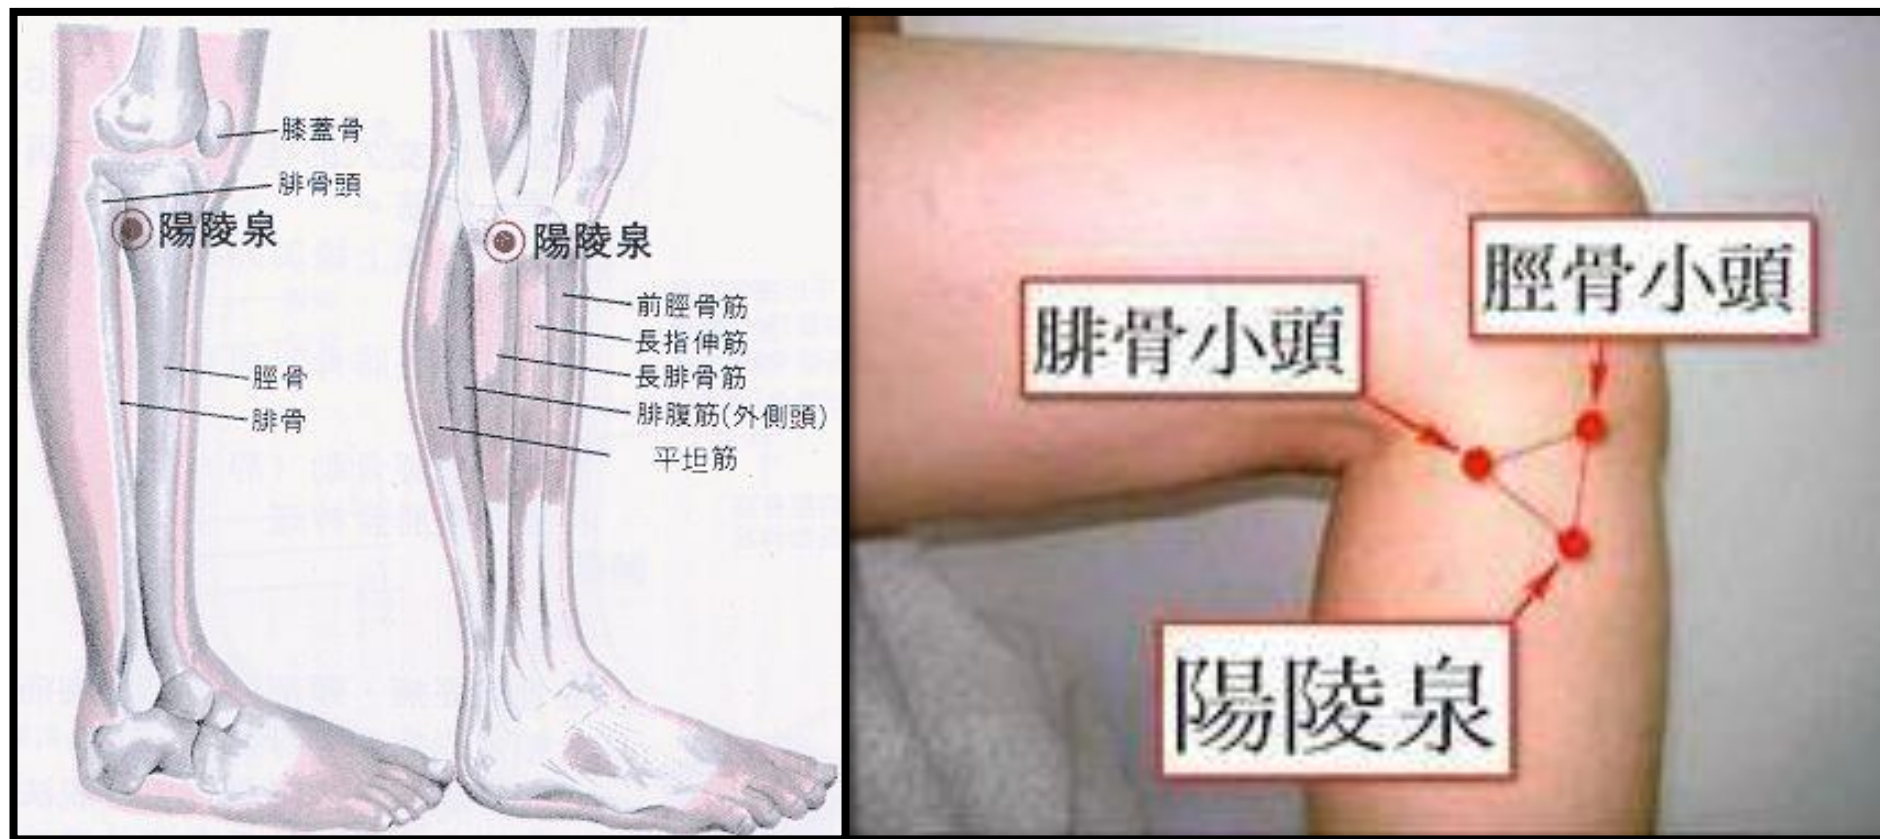 膝蓋骨
腓骨頭
陽陵泉
脛骨
腓骨
陽陵泉
前脛骨筋
長指伸筋
長腓骨筋
腓腹筋(外側頭)
平坦筋
脛骨小頭
腓骨小頭
陽陵泉